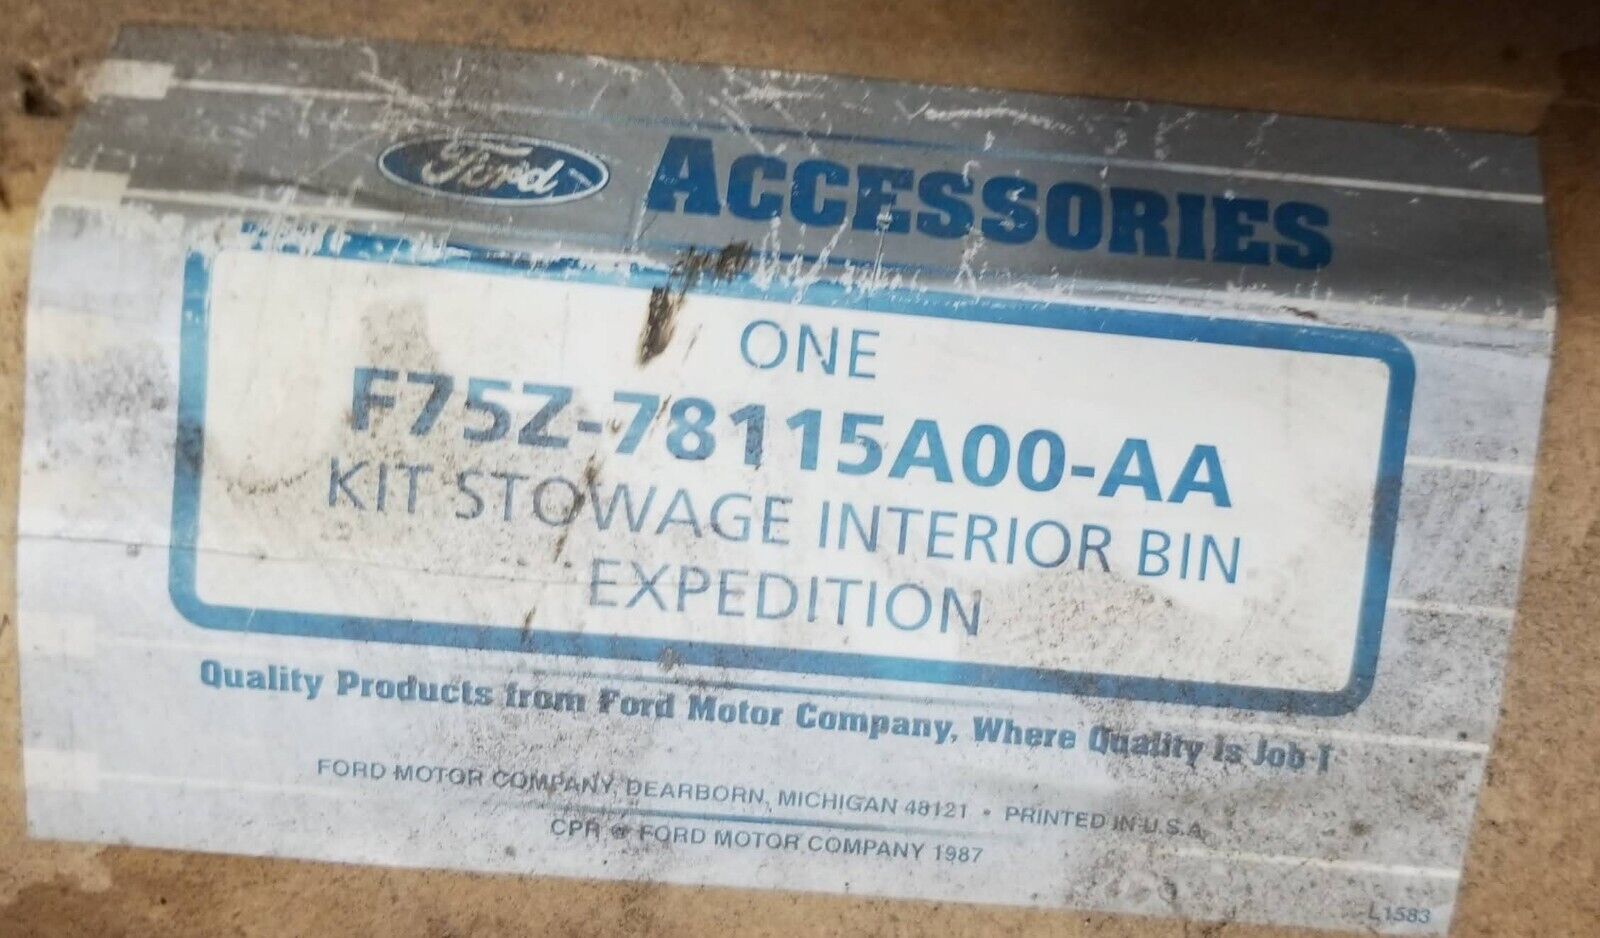 Ford ACCESSORIES
ONE
F75Z-78115A00-AA
KIT STOWAGE INTERIOR BIN
EXPEDITION
Quality Products from Ford Motor Company, Where Quality Is Job 1
FORD MOTOR COMPANY, DEARBORN, MICHIGAN 48121 • PRINTED IN U.S.A.
CPR © FORD MOTOR COMPANY 1987
L1583